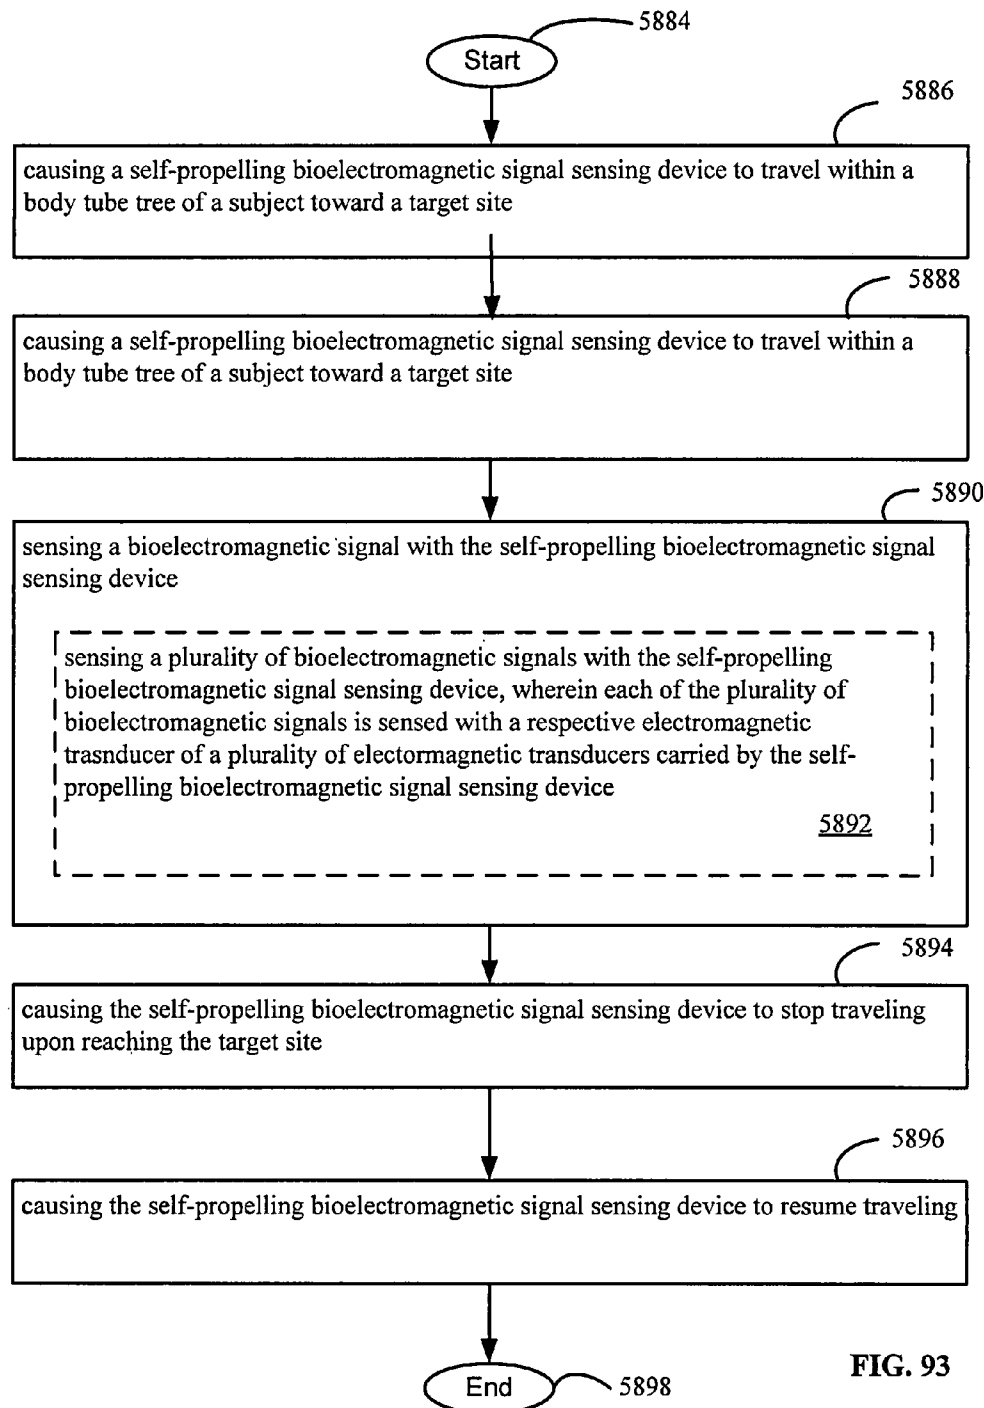 5884
Start
5886
causing a self-propelling bioelectromagnetic signal sensing device to travel within a
body tube tree of a subject toward a target site
5888
causing a self-propelling bioelectromagnetic signal sensing device to travel within a
body tube tree of a subject toward a target site
5890
sensing a bioelectromagnetic signal with the self-propelling bioelectromagnetic signal
sensing device
sensing a plurality of bioelectromagnetic signals with the self-propelling
bioelectromagnetic signal sensing device, wherein each of the plurality of
bioelectromagnetic signals is sensed with a respective electromagnetic
trasnducer of a plurality of electormagnetic transducers carried by the self-
propelling bioelectromagnetic signal sensing device
5892
5894
causing the self-propelling bioelectromagnetic signal sensing device to stop traveling
upon reaching the target site
5896
causing the self-propelling bioelectromagnetic signal sensing device to resume traveling
End
5898
FIG. 93